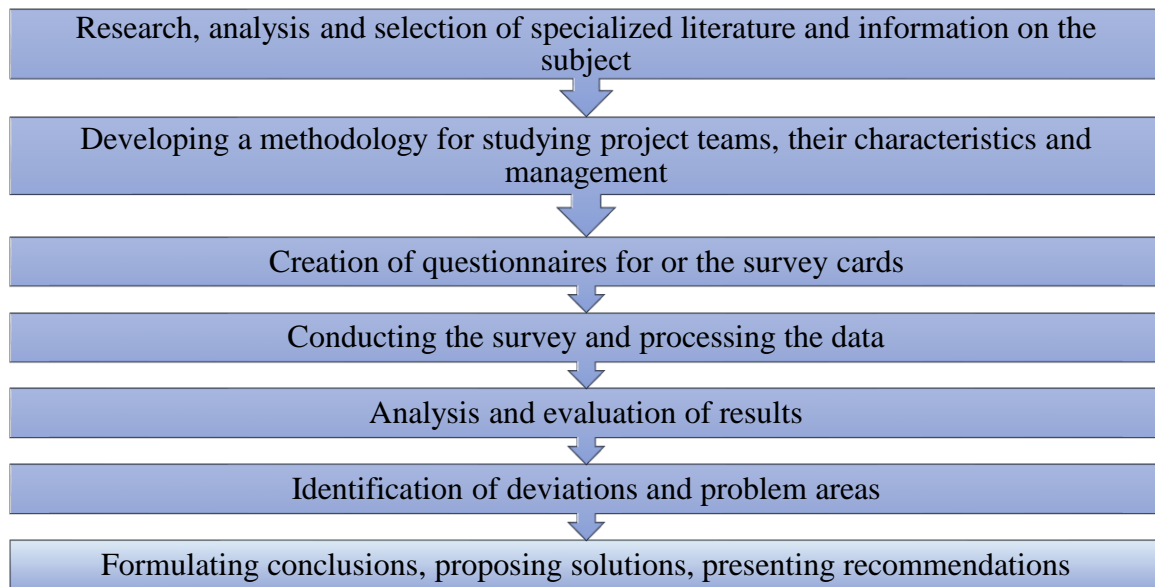 Research, analysis and selection of specialized literature and information on the
subject
Developing a methodology for studying project teams, their characteristics and
management
Creation of questionnaires for or the survey cards
Conducting the survey and processing the data
Analysis and evaluation of results
Identification of deviations and problem areas
Formulating conclusions, proposing solutions, presenting recommendations